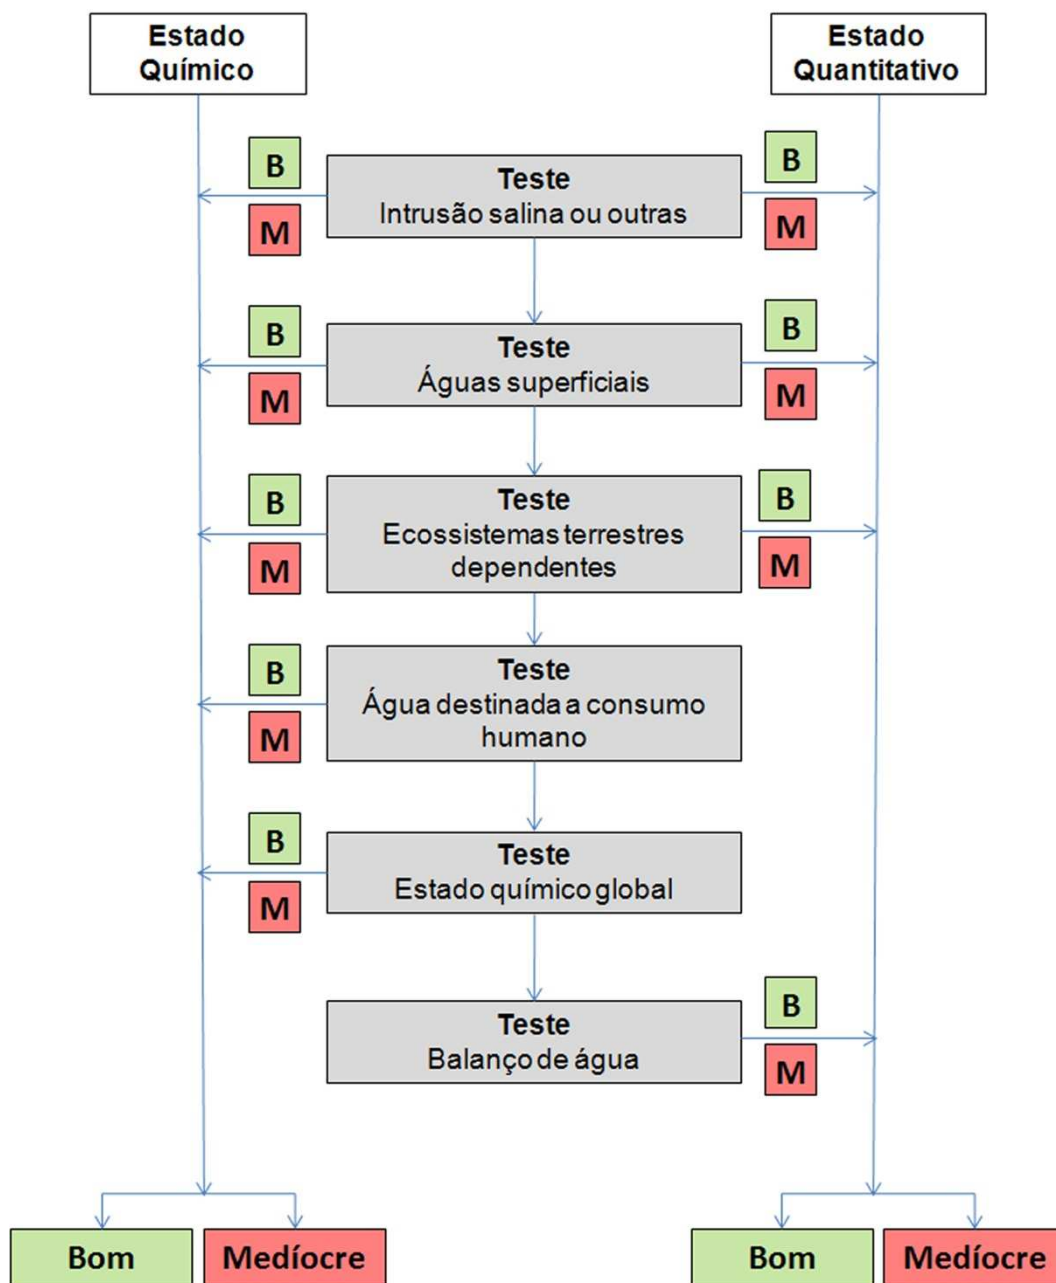 Estado
Químico
Estado
Quantitativo
B
M
Teste
Intrusão salina ou outras
B
M
B
M
Teste
Águas superficiais
B
M
B
M
Teste
Ecossistemas terrestres
dependentes
B
M
B
M
Teste
Água destinada a consumo
humano
B
M
Teste
Estado químico global
Teste
Balanço de água
B
M
Bom
Medíocre
Bom
Medíocre